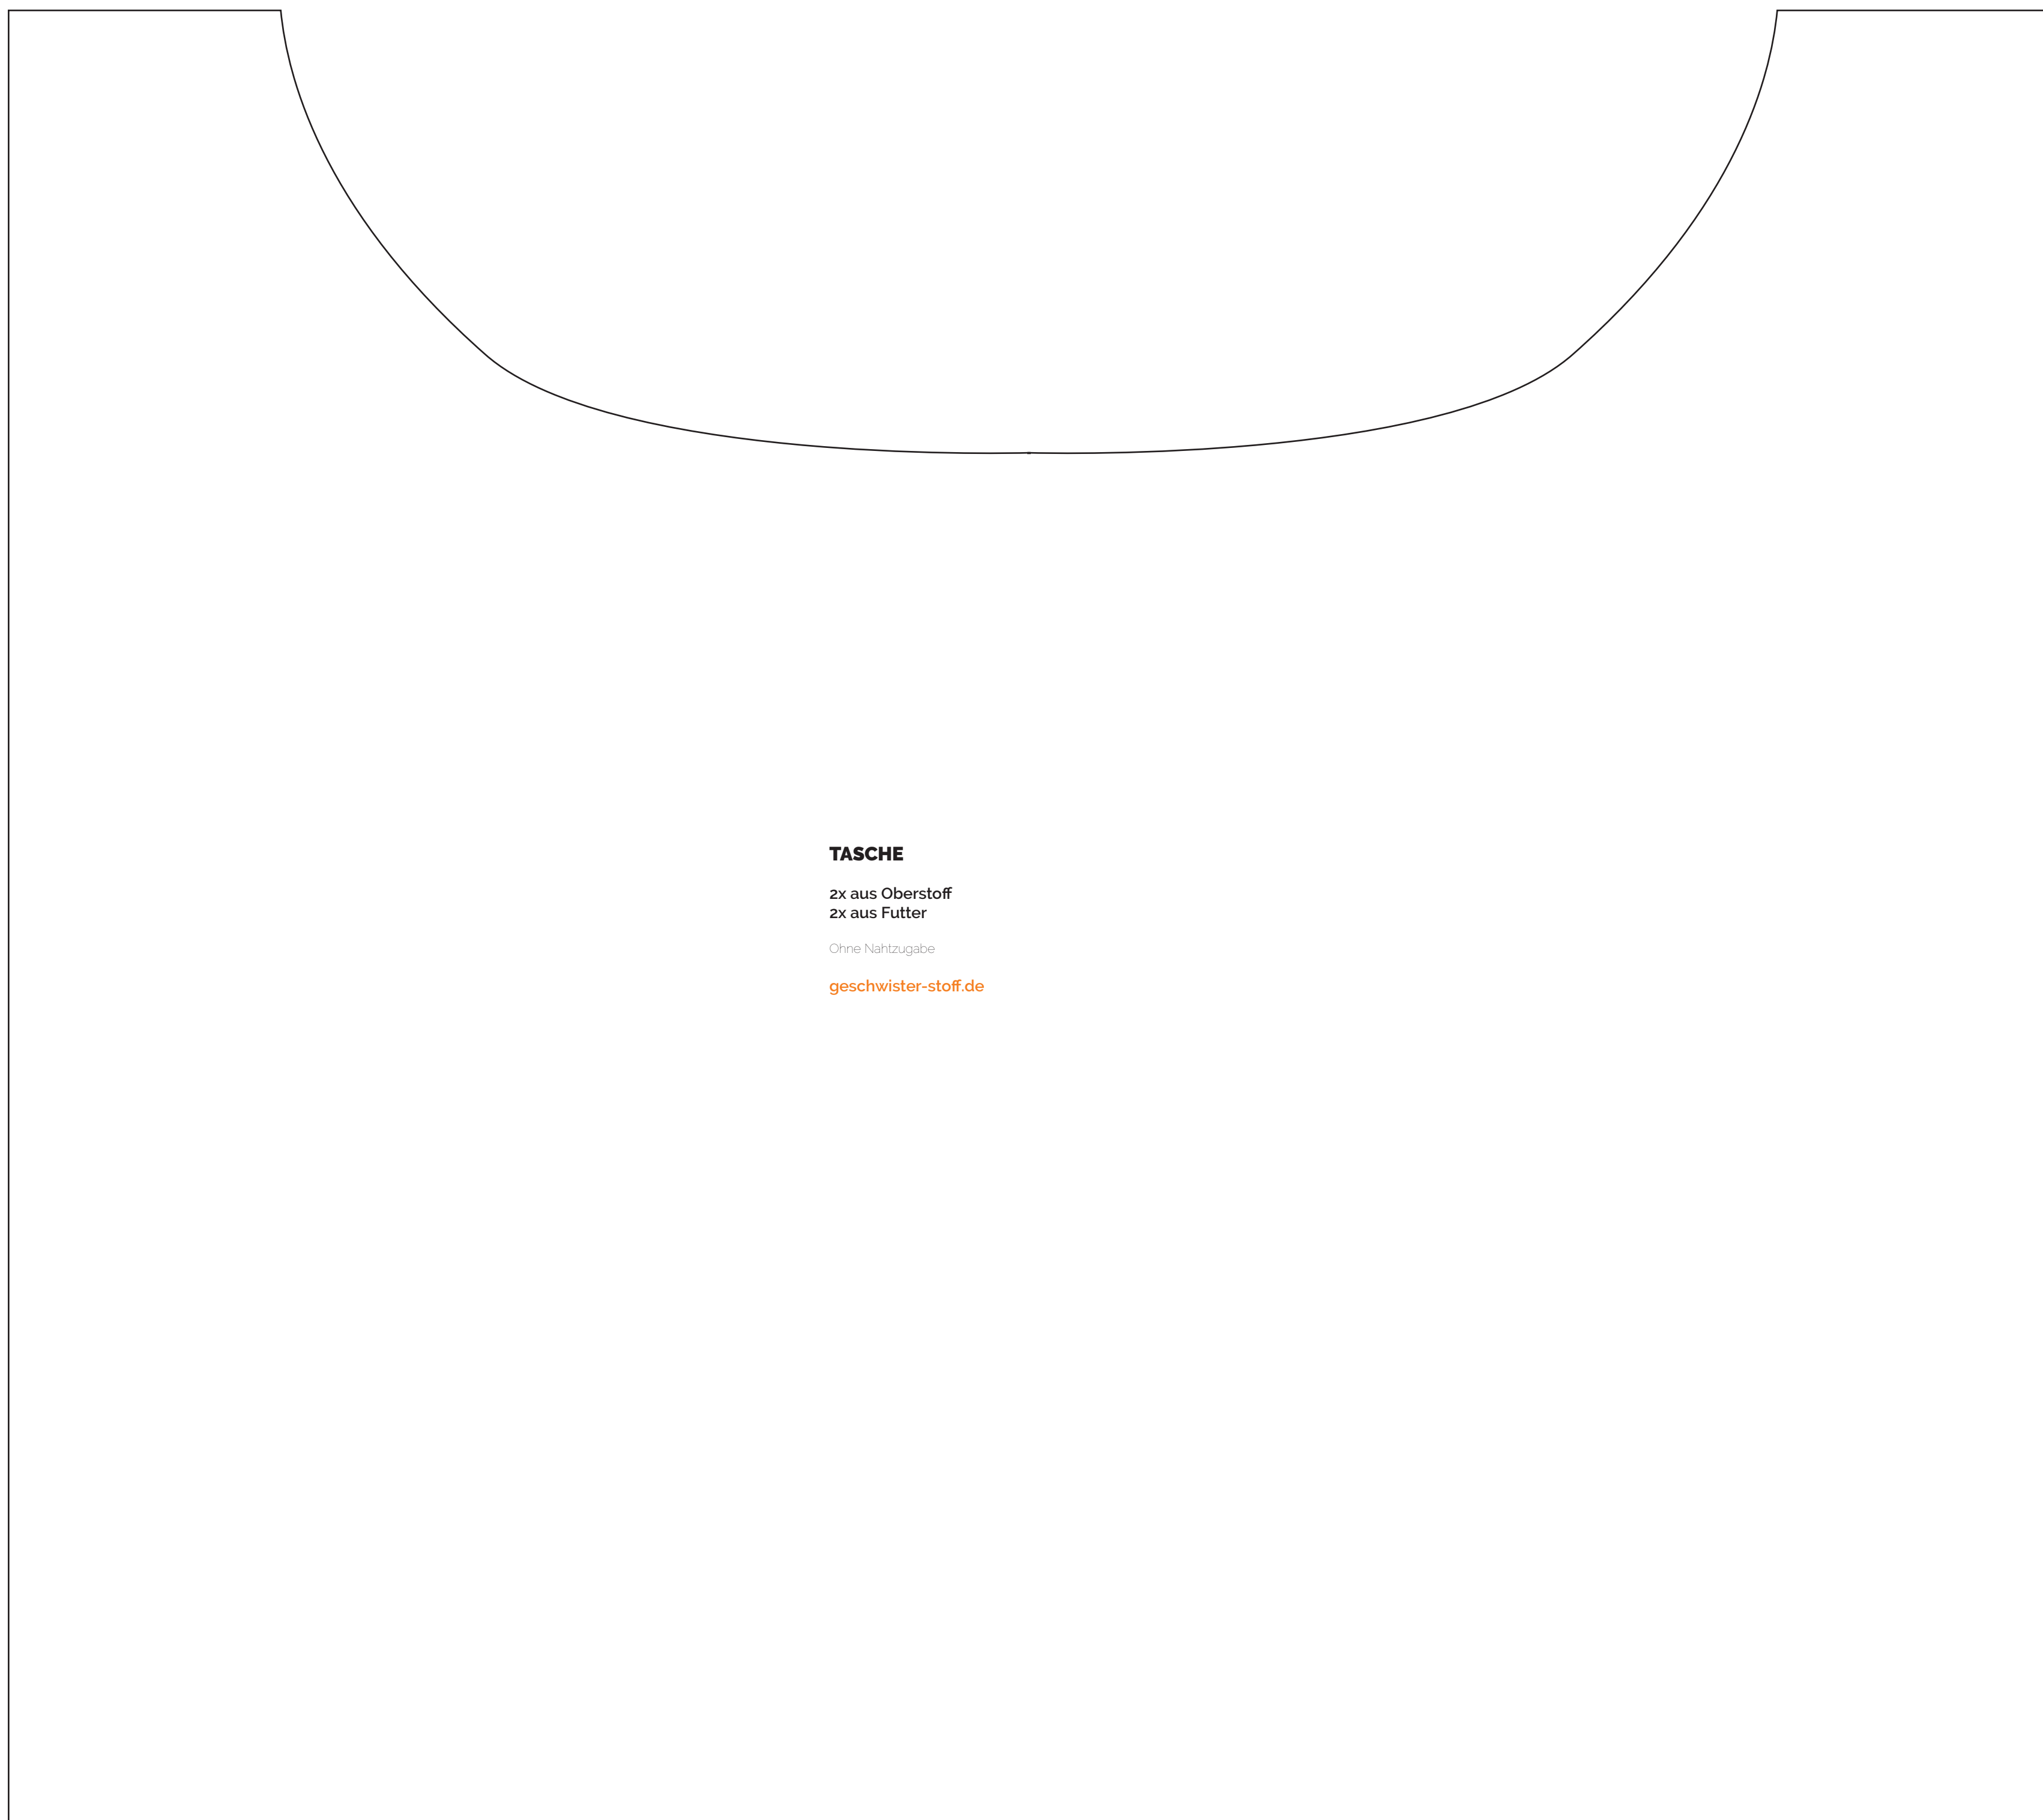 TASCHE
2x aus Oberstoff
2x aus Futter
Ohne Nahtzugabe
geschwister-stoff.de